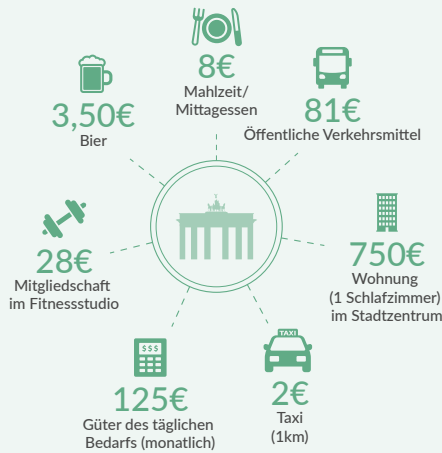 8€
Mahlzeit/
Mittagessen
81€
Öffentliche Verkehrsmittel
3,50€
Bier
28€
Mitgliedschaft
im Fitnessstudio
750€
Wohnung
(1 Schlafzimmer)
im Stadtzentrum
$$$
125€
Güter des täglichen
Bedarfs (monatlich)
TAXI
2€
Taxi
(1km)